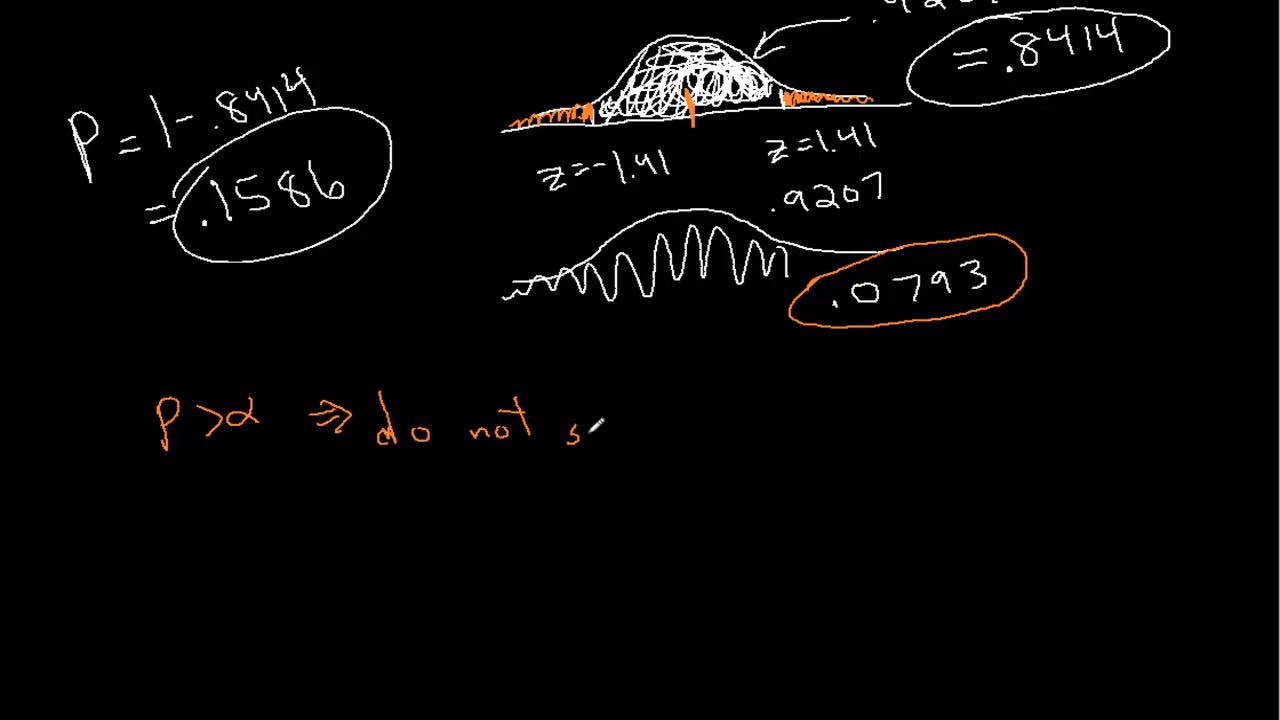 = .8414
P = 1 - .8414
= .1586
z = -1.41
z = 1.41
.9207
.0793
P > α ⇒ do not s